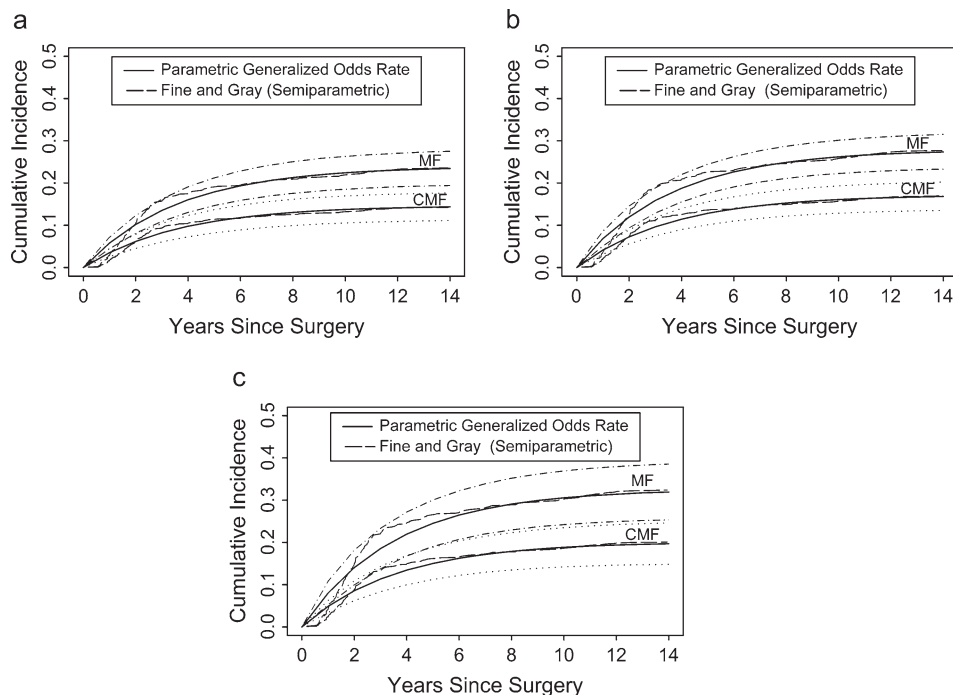 a
0.5
0.4
0.3
0.2
0.1
0.0
Cumulative Incidence
Parametric Generalized Odds Rate
Fine and Gray (Semiparametric)
MF
CMF
0 2 4 6 8 10 12 14
Years Since Surgery
b
0.5
0.4
0.3
0.2
0.1
0.0
Cumulative Incidence
Parametric Generalized Odds Rate
Fine and Gray (Semiparametric)
MF
CMF
0 2 4 6 8 10 12 14
Years Since Surgery
c
0.5
0.4
0.3
0.2
0.1
0.0
Cumulative Incidence
Parametric Generalized Odds Rate
Fine and Gray (Semiparametric)
MF
CMF
0 2 4 6 8 10 12 14
Years Since Surgery